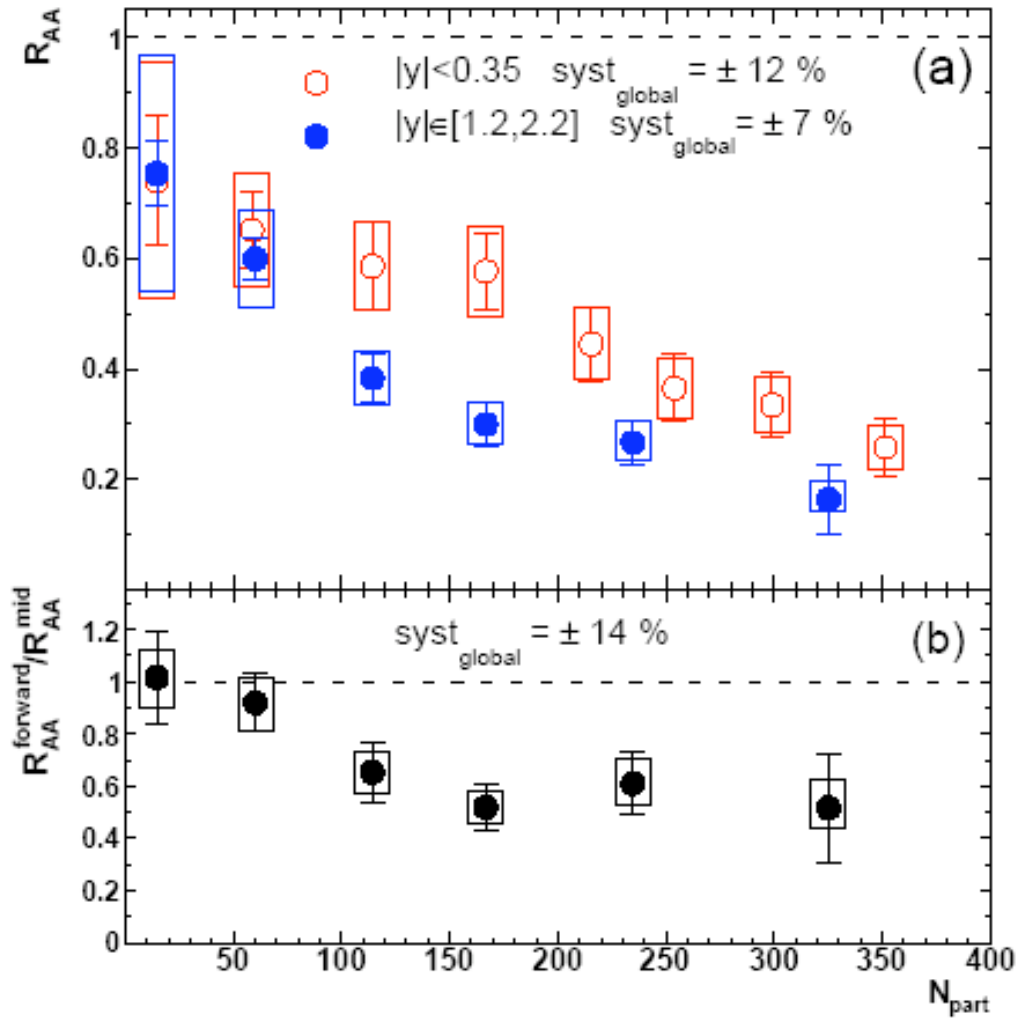 R_AA
1
0.8
0.6
0.4
0.2
|y|<0.35 syst_global = ± 12 %
(a)
|y|∈[1.2,2.2] syst_global = ± 7 %
R_AA^forward/R_AA^mid
1.2
1
0.8
0.6
0.4
0.2
0
syst_global = ± 14 %
(b)
50 100 150 200 250 300 350 400
N_part